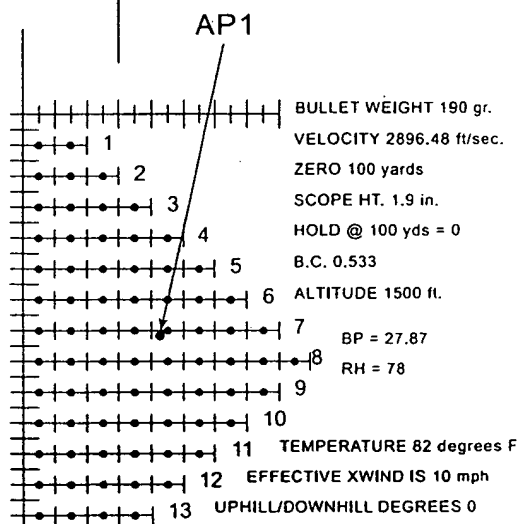 AP1
BULLET WEIGHT 190 gr.
1 VELOCITY 2896.48 ft/sec.
2 ZERO 100 yards
3 SCOPE HT. 1.9 in.
4 HOLD @ 100 yds = 0
5 B.C. 0.533
6 ALTITUDE 1500 ft.
7 BP = 27.87
8 RH = 78
9
10
11 TEMPERATURE 82 degrees F
12 EFFECTIVE XWIND IS 10 mph
13 UPHILL/DOWNHILL DEGREES 0